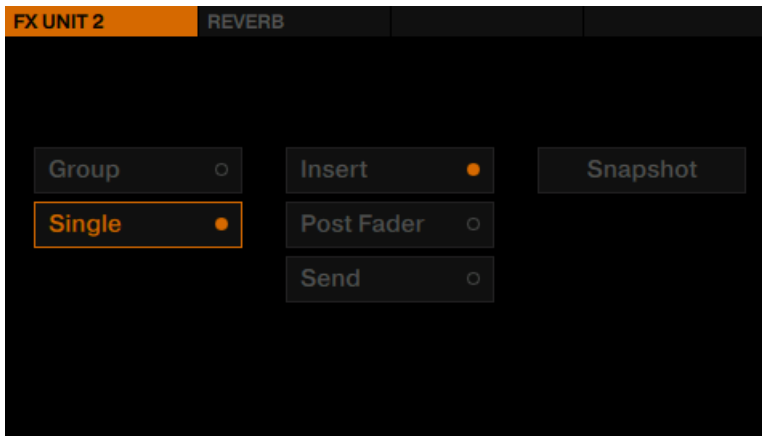 FX UNIT 2 REVERB
Group Insert Snapshot
Single Post Fader
Send